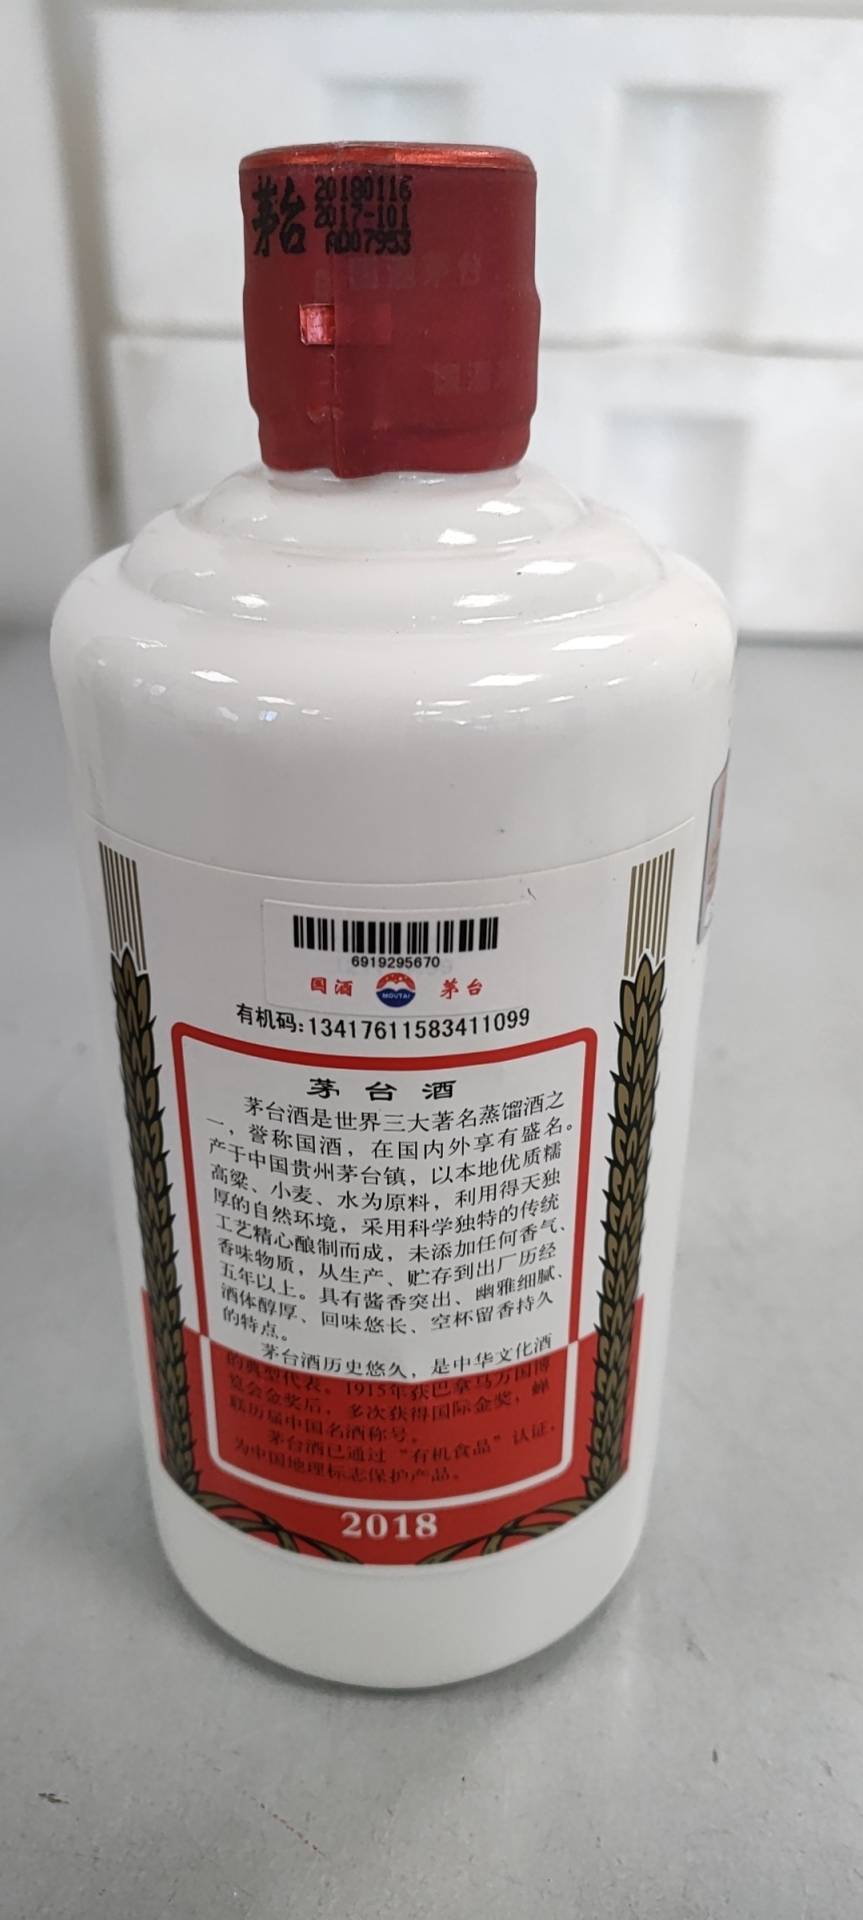 茅台
20180116
2017-101
A007953
国酒茅台
6919295670
国酒 MOUTAI 茅台
有机码:13417611583411099
茅台酒
茅台酒是世界三大著名蒸馏酒之
一，誉称国酒，在国内外享有盛名。
产于中国贵州茅台镇，以本地优质糯
高粱、小麦、水为原料，利用得天独
厚的自然环境，采用科学独特的传统
工艺精心酿制而成，未添加任何香气、
香味物质，从生产、贮存到出厂历经
五年以上。具有酱香突出、幽雅细腻、
酒体醇厚、回味悠长、空杯留香持久
的特点。
茅台酒历史悠久，是中华文化酒
的典型代表。1915年获巴拿马万国博
览会金奖后，多次获得国际金奖，蝉
联历届中国名酒称号。
茅台酒已通过“有机食品”认证，
为中国地理标志保护产品。
2018